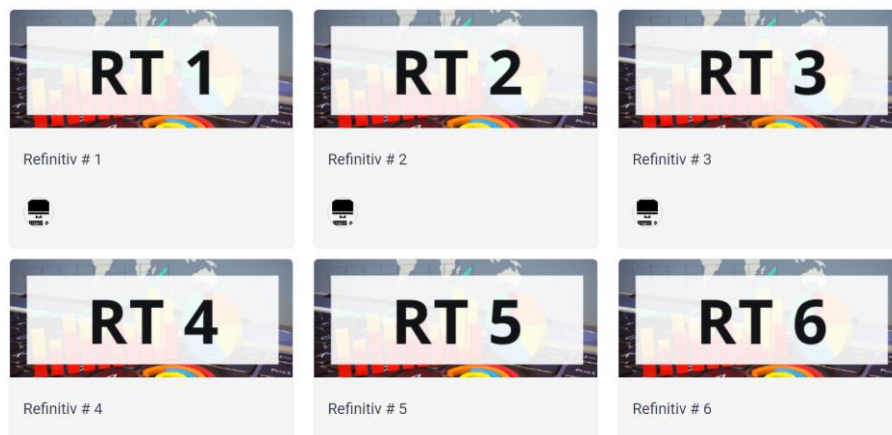 RT 1
RT 2
RT 3
Refinitiv # 1
Refinitiv # 2
Refinitiv # 3
RT 4
RT 5
RT 6
Refinitiv # 4
Refinitiv # 5
Refinitiv # 6